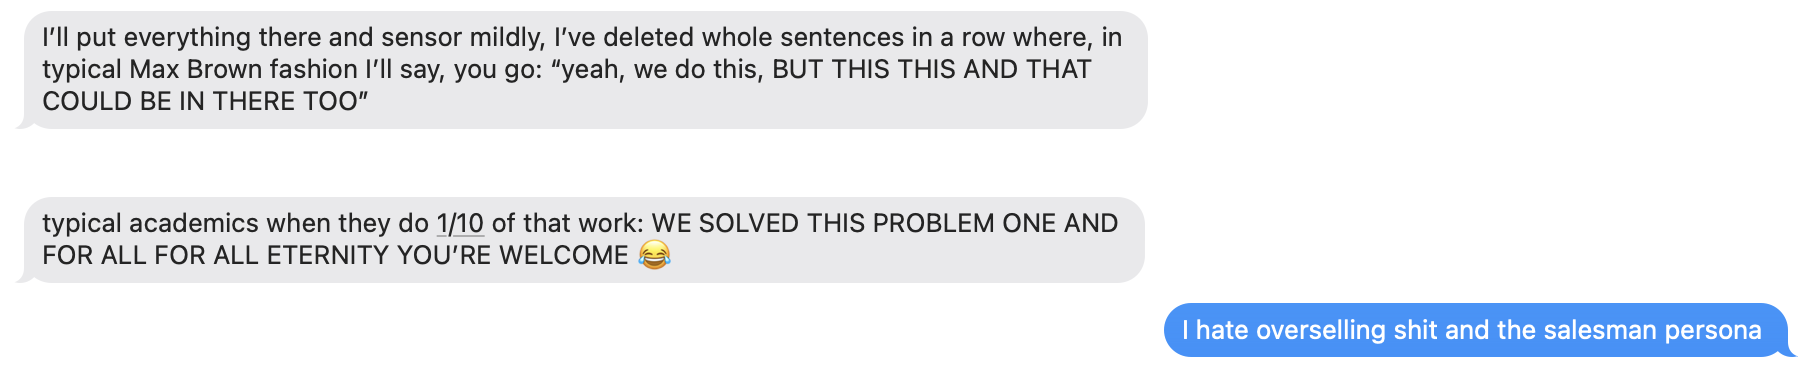 I’ll put everything there and sensor mildly, I’ve deleted whole sentences in a row where, in
typical Max Brown fashion I’ll say, you go: “yeah, we do this, BUT THIS THIS AND THAT
COULD BE IN THERE TOO”
typical academics when they do 1/10 of that work: WE SOLVED THIS PROBLEM ONE AND
FOR ALL FOR ALL ETERNITY YOU’RE WELCOME 😂
I hate overselling shit and the salesman persona